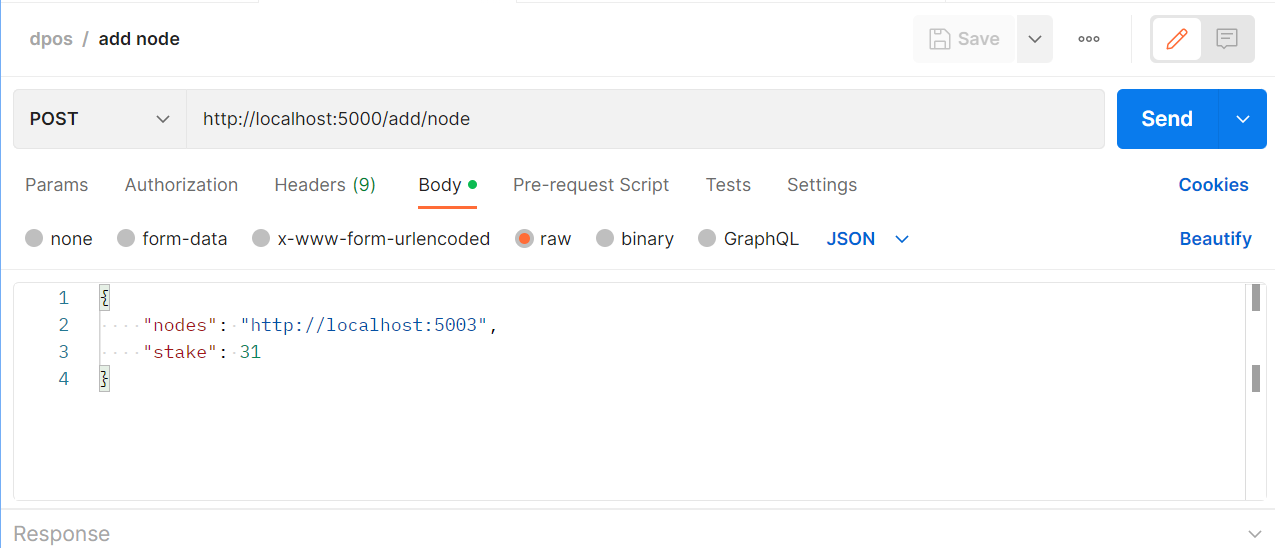 dpos / add node
Save
POST
http://localhost:5000/add/node
Send
Params Authorization Headers (9) Body Pre-request Script Tests Settings Cookies
none form-data x-www-form-urlencoded raw binary GraphQL JSON Beautify
1 {
2 "nodes": "http://localhost:5003",
3 "stake": 31
4 }
Response